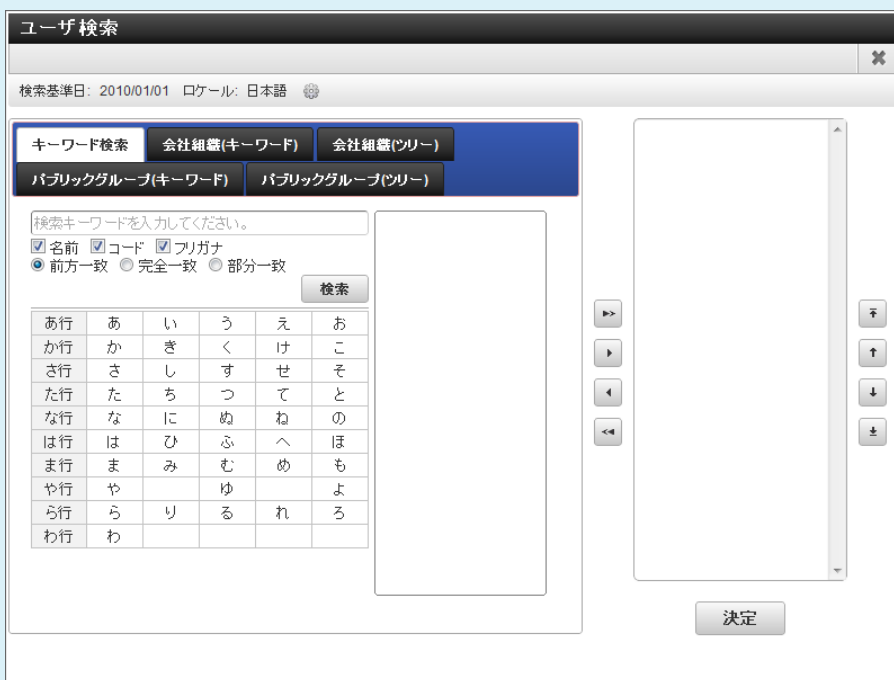 ユーザ検索
検索基準日: 2010/01/01 ロケール: 日本語
キーワード検索 会社組織(キーワード) 会社組織(ツリー)
パブリックグループ(キーワード) パブリックグループ(ツリー)
検索キーワードを入力してください。
名前 コード フリガナ
前方一致 完全一致 部分一致
検索
あ行 あ い う え お
か行 か き く け こ
さ行 さ し す せ そ
た行 た ち つ て と
な行 な に ぬ ね の
は行 は ひ ふ へ ほ
ま行 ま み む め も
や行 や ゆ よ
ら行 ら り る れ ろ
わ行 わ
決定